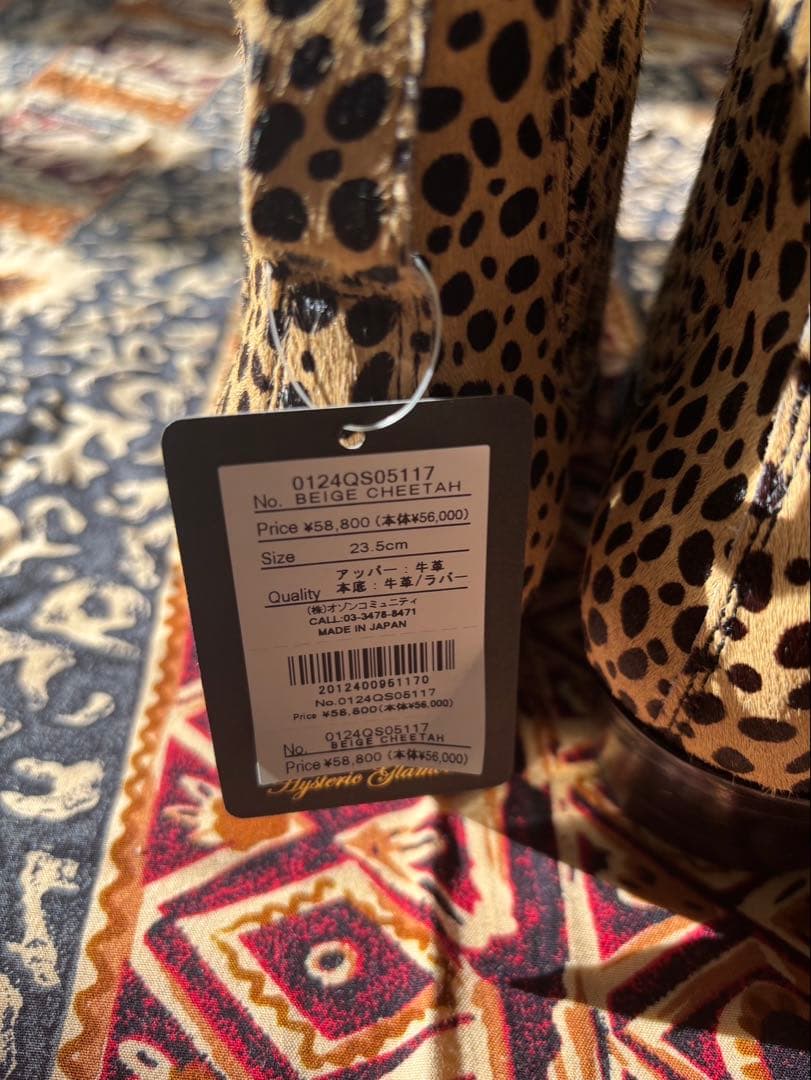 0124QS05117
No. BEIGE CHEETAH
Price ¥58,800 (本体¥56,000)
Size 23.5cm
アッパー：牛革
Quality 本底：牛革/ラバー
(株)オゾンコミュニティ
CALL:03-3478-8471
MADE IN JAPAN
2012400961170
No.0124QS05117
Price ¥58,800(本体¥56,000)
0124QS05117
No. BEIGE CHEETAH
Price ¥58,800 (本体¥56,000)
Hysteric